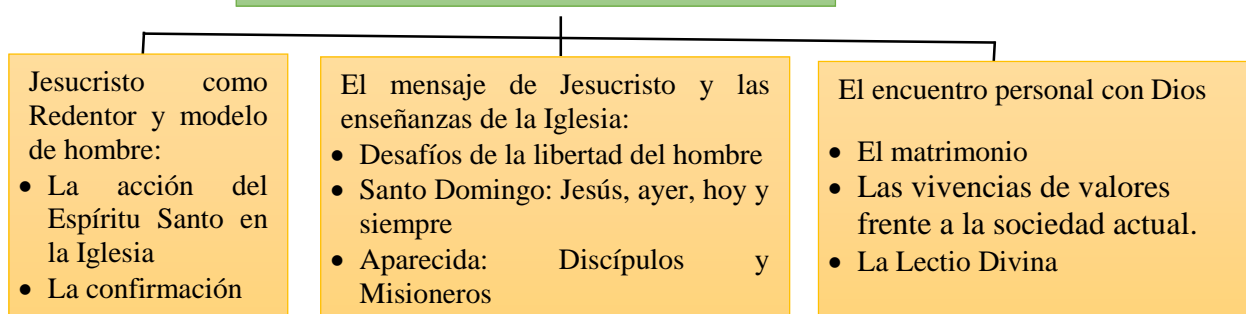 Jesucristo como
Redentor y modelo
de hombre:
• La acción del
Espíritu Santo en
la Iglesia
• La confirmación
El mensaje de Jesucristo y las
enseñanzas de la Iglesia:
• Desafíos de la libertad del hombre
• Santo Domingo: Jesús, ayer, hoy y
siempre
• Aparecida: Discípulos y
Misioneros
El encuentro personal con Dios
• El matrimonio
• Las vivencias de valores
frente a la sociedad actual.
• La Lectio Divina